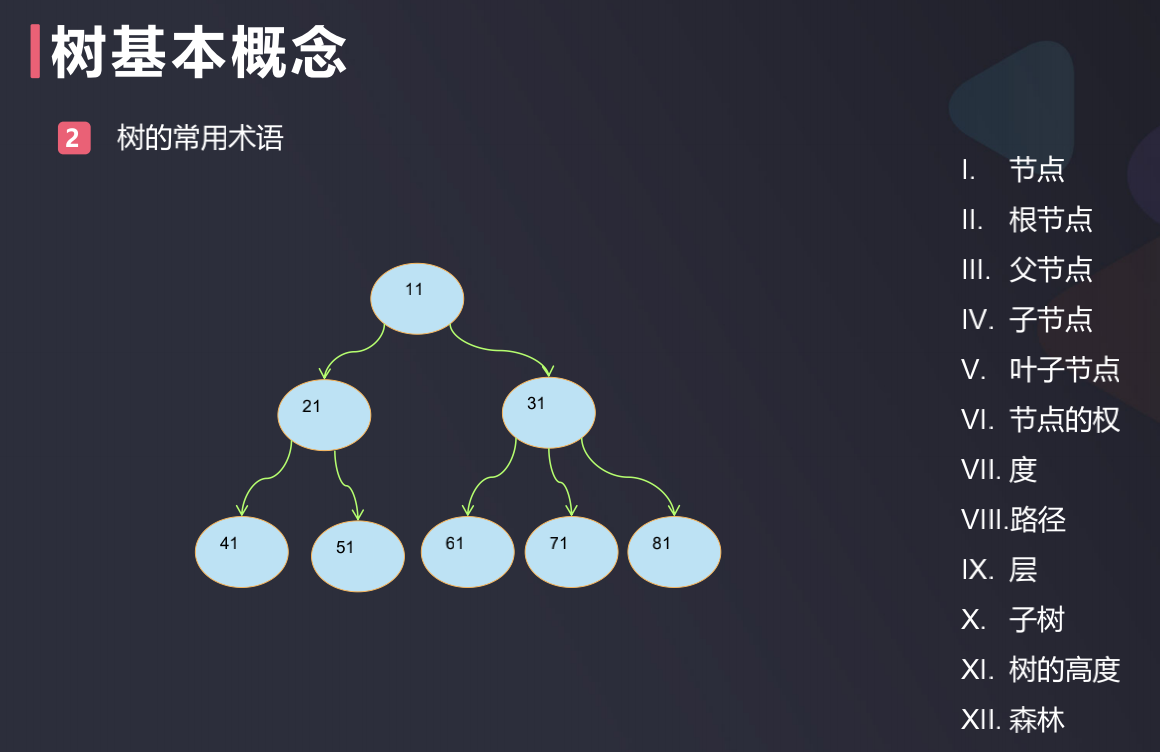 树基本概念
2 树的常用术语
11
21
31
41
51
61
71
81
I. 节点
II. 根节点
III. 父节点
IV. 子节点
V. 叶子节点
VI. 节点的权
VII. 度
VIII.路径
IX. 层
X. 子树
XI. 树的高度
XII. 森林